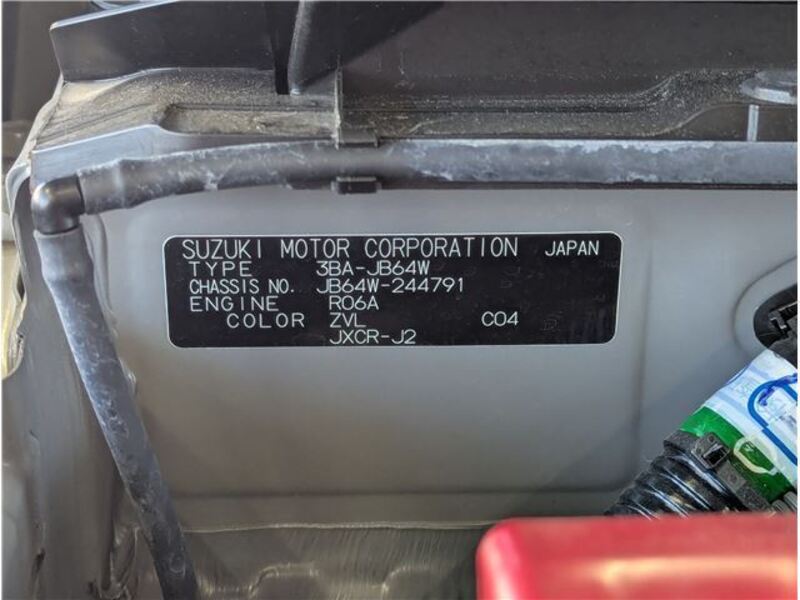 SUZUKI MOTOR CORPORATION JAPAN
TYPE 3BA-JB64W
CHASSIS NO. JB64W-244791
ENGINE R06A
COLOR ZVL C04
JXCR-J2